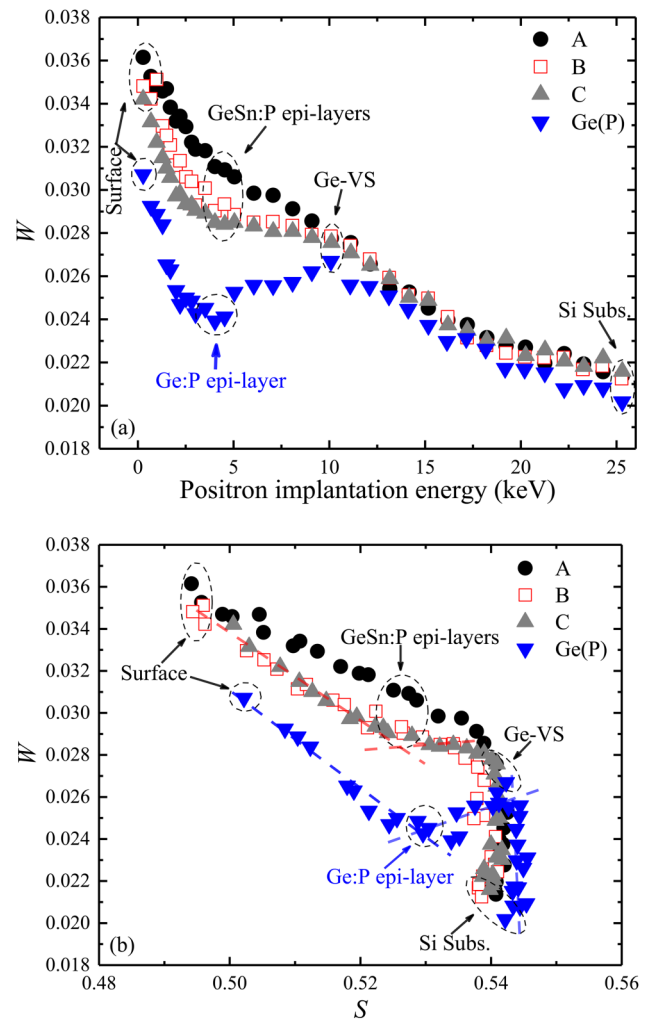 0.038
0.036
0.034
0.032
0.030
0.028
0.026
0.024
0.022
0.020
0.018
W
A
B
C
Ge(P)
GeSn:P epi-layers
Surface
Ge-VS
Si Subs.
Ge:P epi-layer
(a)
0 5 10 15 20 25
Positron implantation energy (keV)
0.038
0.036
0.034
0.032
0.030
0.028
0.026
0.024
0.022
0.020
0.018
W
A
B
C
Ge(P)
GeSn:P epi-layers
Surface
Ge-VS
Ge:P epi-layer
Si Subs.
(b)
0.48 0.50 0.52 0.54 0.56
S